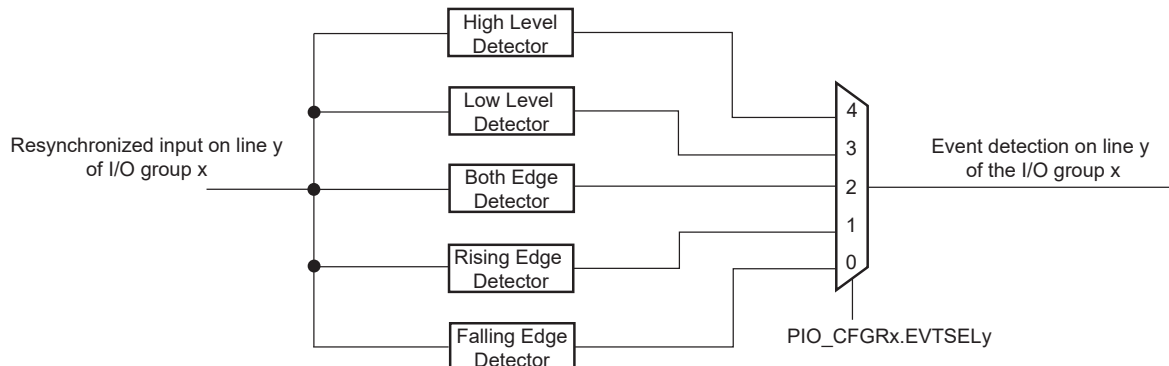 High Level
Detector
Low Level
Detector
Resynchronized input on line y
of I/O group x
Both Edge
Detector
Rising Edge
Detector
Falling Edge
Detector
4
3
2
1
0
Event detection on line y
of the I/O group x
PIO_CFGRx.EVTSELy